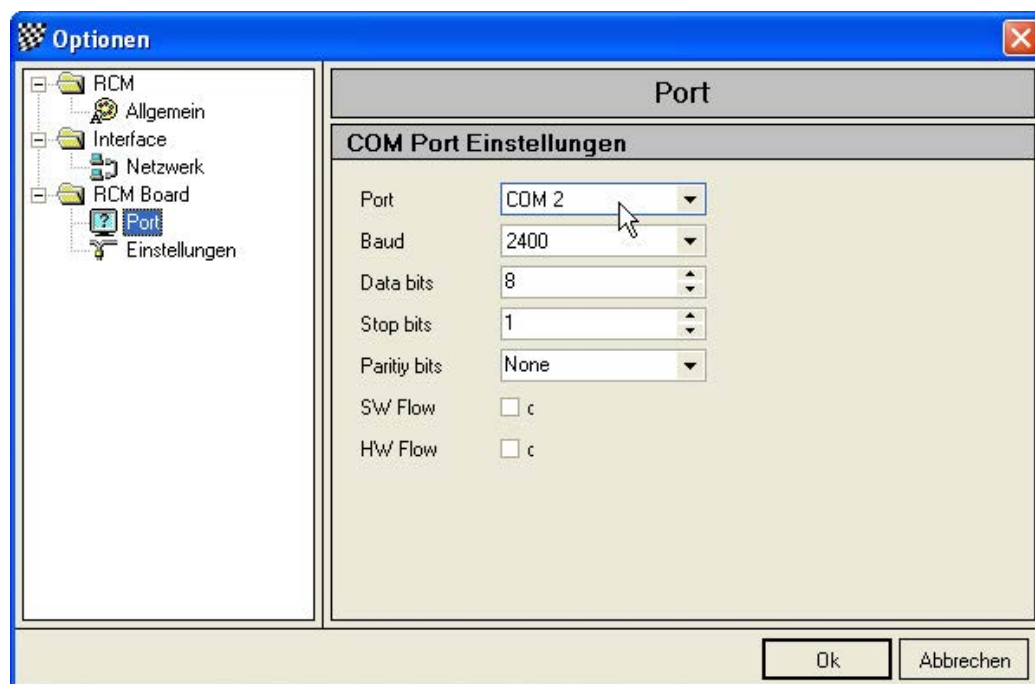 Optionen
RCM
Allgemein
Interface
Netzwerk
RCM Board
Port
Einstellungen
Port
COM Port Einstellungen
Port COM 2
Baud 2400
Data bits 8
Stop bits 1
Paritiy bits None
SW Flow c
HW Flow c
Ok Abbrechen